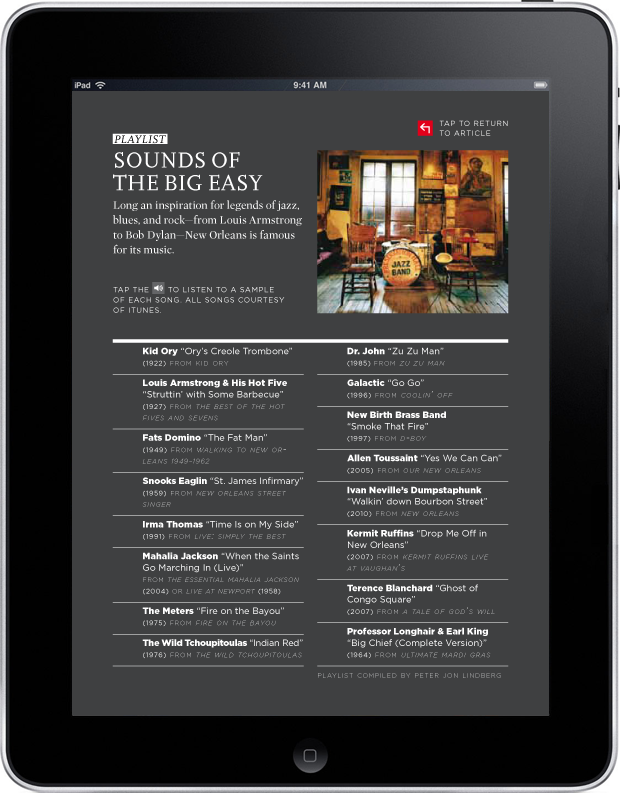 iPad
9:41 AM
TAP TO RETURN
TO ARTICLE
PLAYLIST
SOUNDS OF
THE BIG EASY
Long an inspiration for legends of jazz,
blues, and rock—from Louis Armstrong
to Bob Dylan—New Orleans is famous
for its music.
TAP THE TO LISTEN TO A SAMPLE
OF EACH SONG. ALL SONGS COURTESY
OF ITUNES.
JAZZ
BAND
Kid Ory “Ory’s Creole Trombone”
(1922) FROM KID ORY
Louis Armstrong & His Hot Five
“Struttin’ with Some Barbecue”
(1927) FROM THE BEST OF THE HOT
FIVES AND SEVENS
Fats Domino “The Fat Man”
(1949) FROM WALKING TO NEW OR-
LEANS 1949–1962
Snooks Eaglin “St. James Infirmary”
(1959) FROM NEW ORLEANS STREET
SINGER
Irma Thomas “Time Is on My Side”
(1991) FROM LIVE: SIMPLY THE BEST
Mahalia Jackson “When the Saints
Go Marching In (Live)”
FROM THE ESSENTIAL MAHALIA JACKSON
(2004) OR LIVE AT NEWPORT (1958)
The Meters “Fire on the Bayou”
(1975) FROM FIRE ON THE BAYOU
The Wild Tchoupitoulas “Indian Red”
(1976) FROM THE WILD TCHOUPITOULAS
Dr. John “Zu Zu Man”
(1985) FROM ZU ZU MAN
Galactic “Go Go”
(1996) FROM COOLIN’ OFF
New Birth Brass Band
“Smoke That Fire”
(1997) FROM D-BOY
Allen Toussaint “Yes We Can Can”
(2005) FROM OUR NEW ORLEANS
Ivan Neville’s Dumpstaphunk
“Walkin’ down Bourbon Street”
(2010) FROM NEW ORLEANS
Kermit Ruffins “Drop Me Off in
New Orleans”
(2007) FROM KERMIT RUFFINS LIVE
AT VAUGHAN’S
Terence Blanchard “Ghost of
Congo Square”
(2007) FROM A TALE OF GOD’S WILL
Professor Longhair & Earl King
“Big Chief (Complete Version)”
(1964) FROM ULTIMATE MARDI GRAS
PLAYLIST COMPILED BY PETER JON LINDBERG